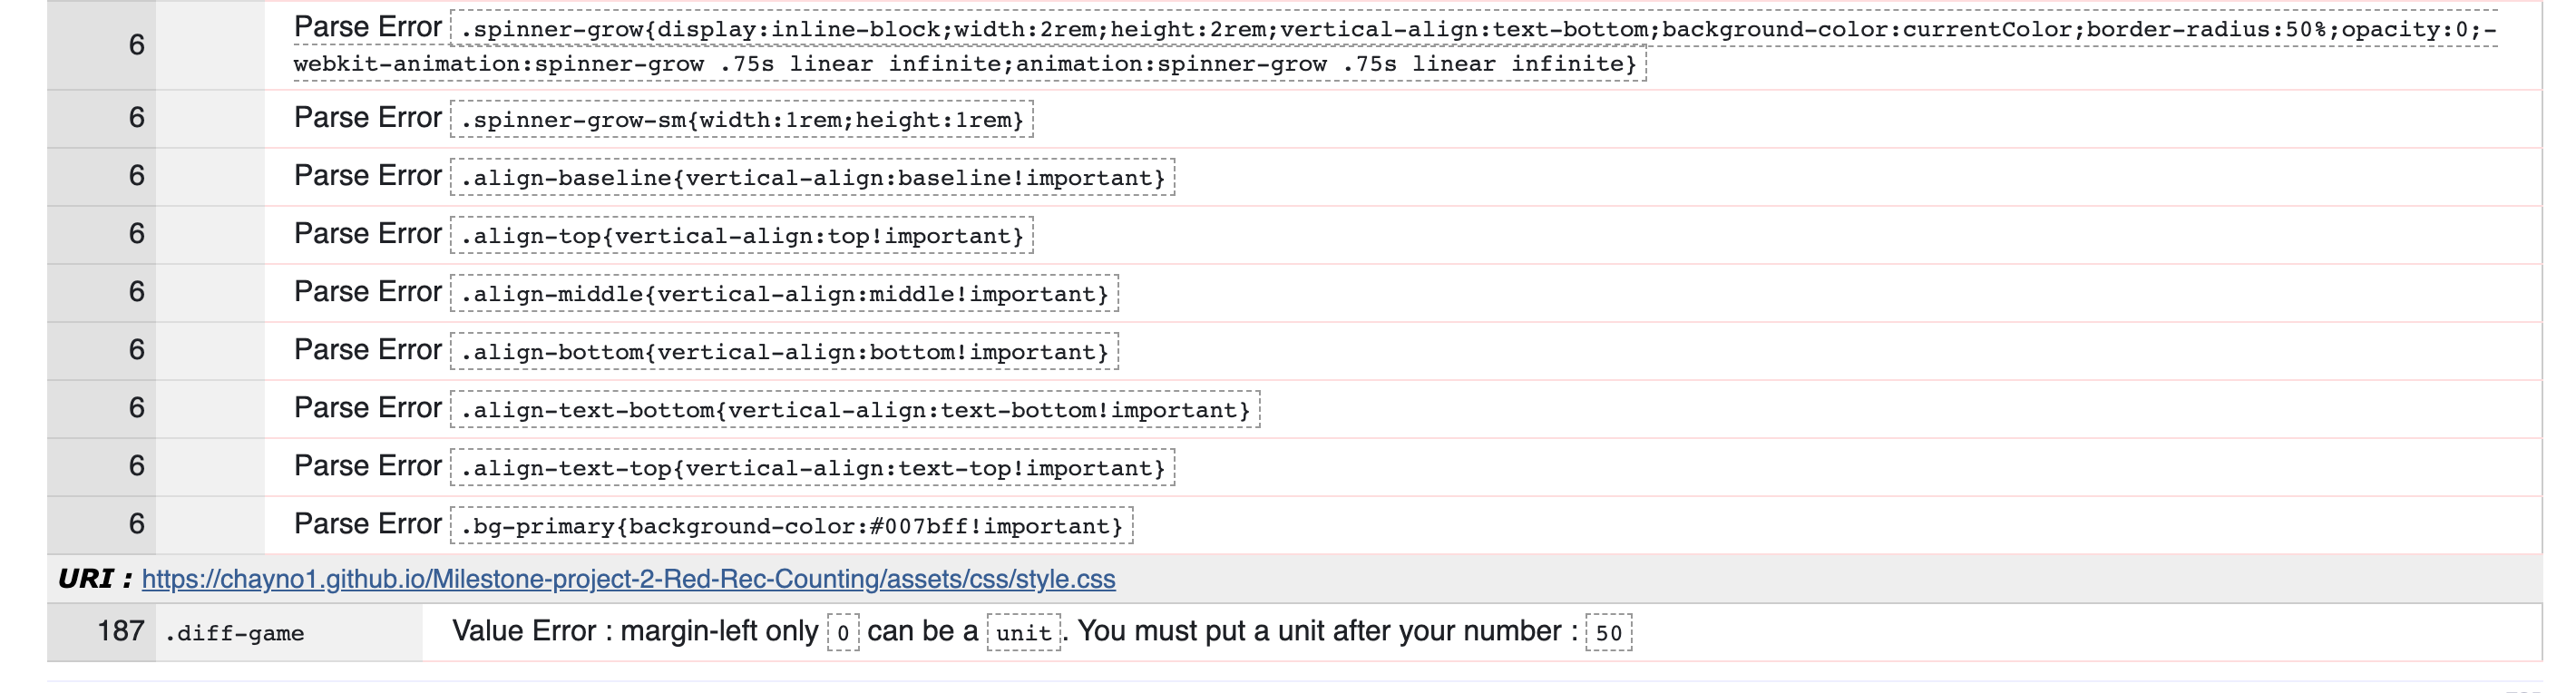 6 Parse Error .spinner-grow{display:inline-block;width:2rem;height:2rem;vertical-align:text-bottom;background-color:currentColor;border-radius:50%;opacity:0;-
webkit-animation:spinner-grow .75s linear infinite;animation:spinner-grow .75s linear infinite}
6 Parse Error .spinner-grow-sm{width:1rem;height:1rem}
6 Parse Error .align-baseline{vertical-align:baseline!important}
6 Parse Error .align-top{vertical-align:top!important}
6 Parse Error .align-middle{vertical-align:middle!important}
6 Parse Error .align-bottom{vertical-align:bottom!important}
6 Parse Error .align-text-bottom{vertical-align:text-bottom!important}
6 Parse Error .align-text-top{vertical-align:text-top!important}
6 Parse Error .bg-primary{background-color:#007bff!important}
URI : https://chayno1.github.io/Milestone-project-2-Red-Rec-Counting/assets/css/style.css
187 .diff-game Value Error : margin-left only 0 can be a unit. You must put a unit after your number : 50